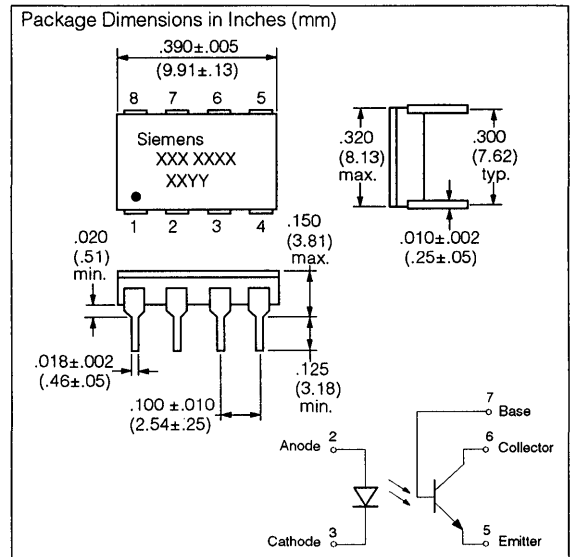 Package Dimensions in Inches (mm)
.390±.005
(9.91±.13)
8 7 6 5
Siemens
XXX XXXX
XXYY
1 2 3 4
.320
(8.13)
max.
.300
(7.62)
typ.
.010±.002
(.25±.05)
.020
(.51)
min.
.150
(3.81)
max.
.018±.002
(.46±.05)
.125
(3.18)
min.
.100 ±.010
(2.54±.25)
7
Base
Anode 2
6
Collector
Cathode 3
5
Emitter